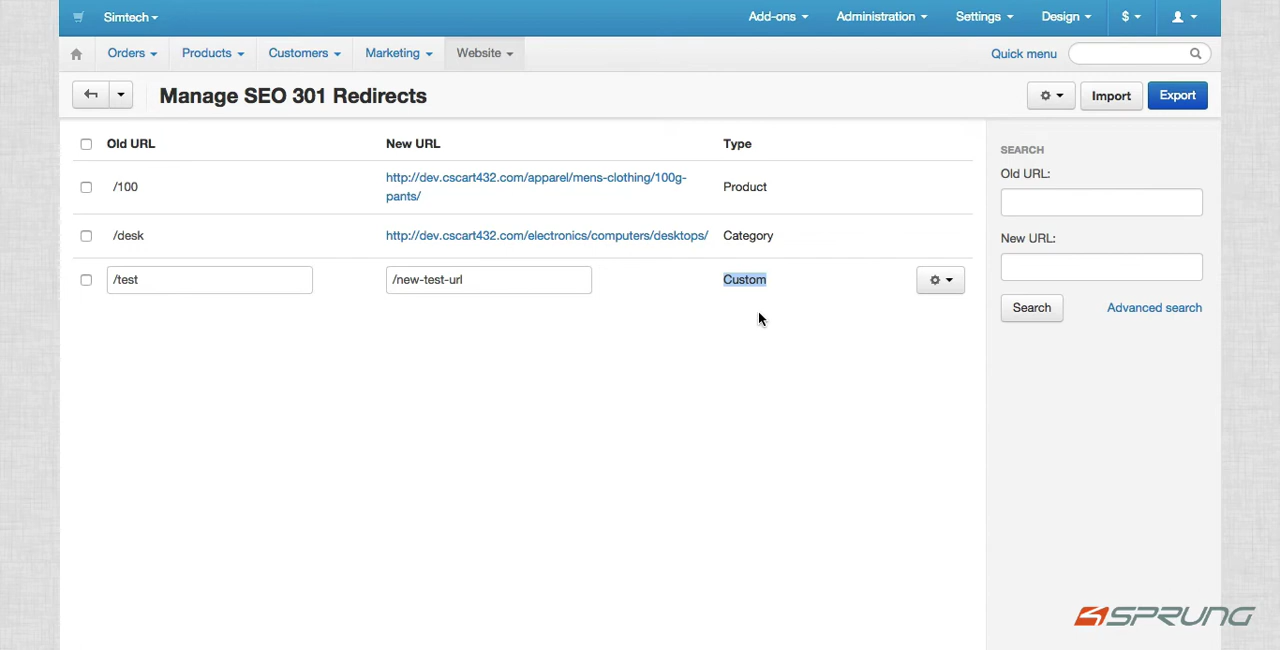 Simtech
Add-ons
Administration
Settings
Design
$
Orders
Products
Customers
Marketing
Website
Quick menu
Manage SEO 301 Redirects
Import
Export
Old URL
New URL
Type
/100
http://dev.cscart432.com/apparel/mens-clothing/100g-
pants/
Product
/desk
http://dev.cscart432.com/electronics/computers/desktops/
Category
/test
/new-test-url
Custom
SEARCH
Old URL:
New URL:
Search
Advanced search
SPRUNG